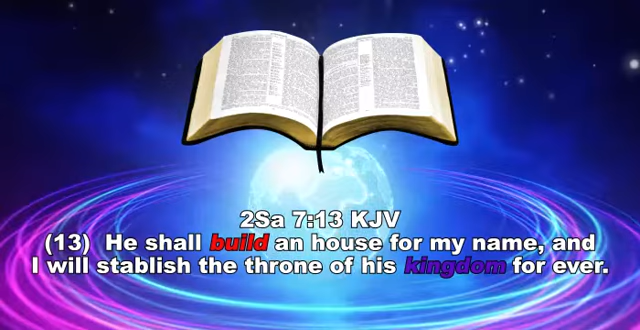 2Sa 7:13 KJV
(13)  He shall build an house for my name, and
I will stablish the throne of his kingdom for ever.